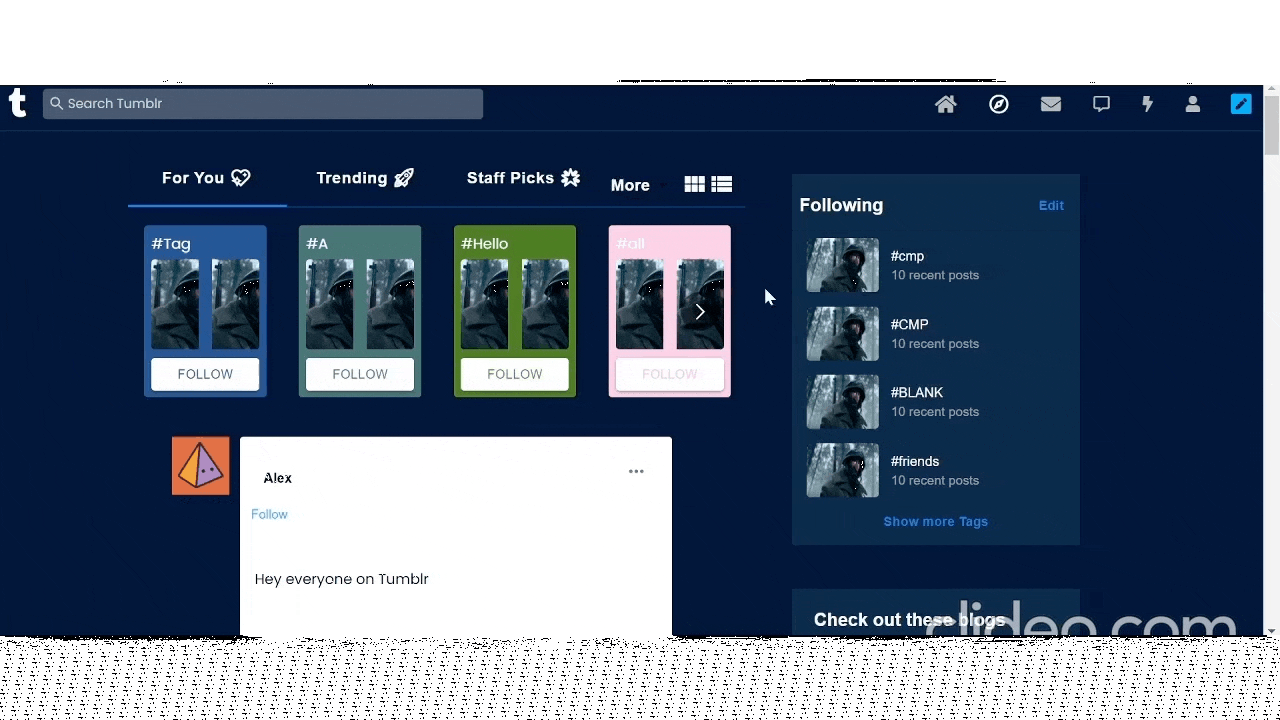 t
Search Tumblr
For You
Trending
Staff Picks
More
#Tag
#A
#Hello
#all
FOLLOW
FOLLOW
FOLLOW
FOLLOW
Alex
Follow
Hey everyone on Tumblr
Following
Edit
#cmp
10 recent posts
#CMP
10 recent posts
#BLANK
10 recent posts
#friends
10 recent posts
Show more Tags
Check out these blogs
clideo.com